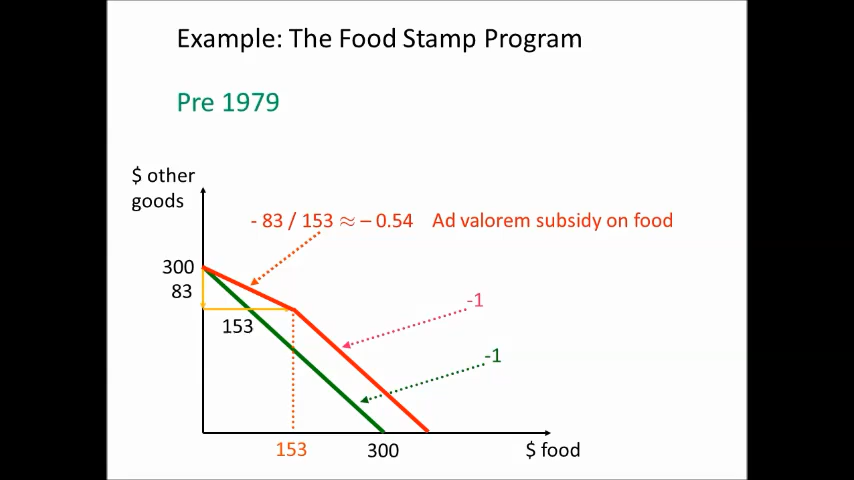 Example: The Food Stamp Program
Pre 1979
$ other
goods
- 83 / 153 ≈ – 0.54 Ad valorem subsidy on food
300
83
153
-1
-1
153
300
$ food